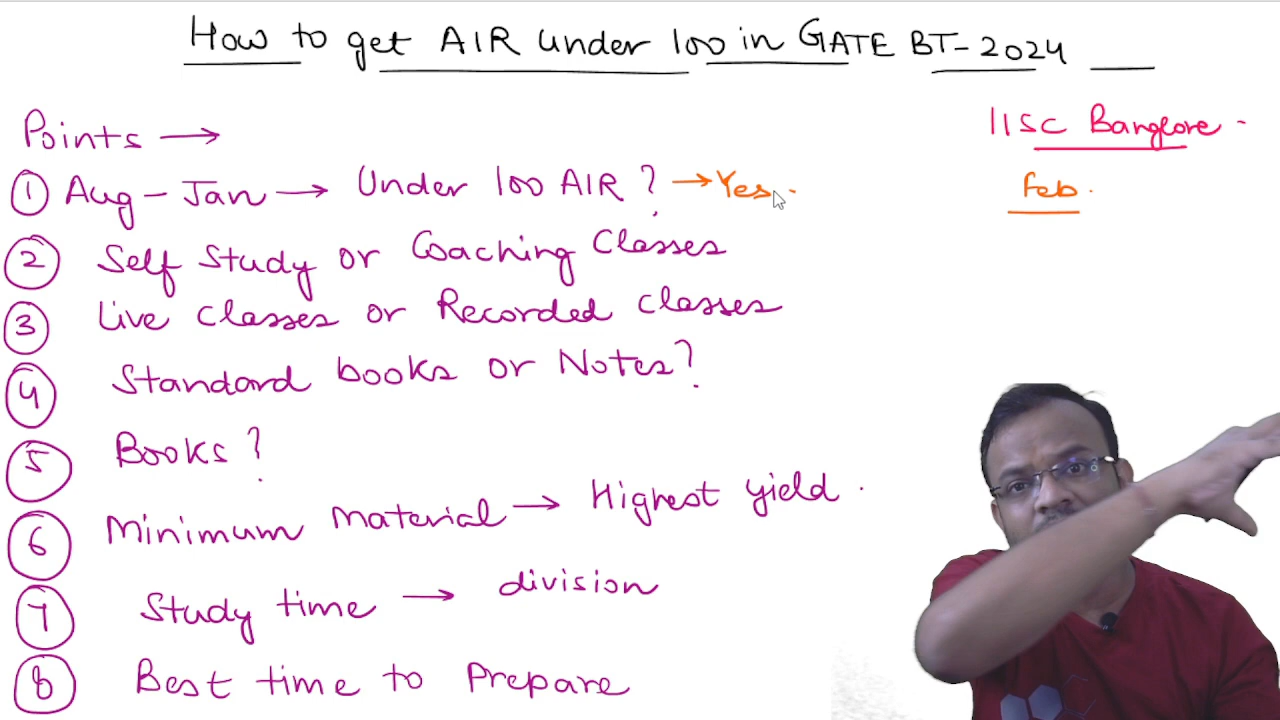 How to get AIR under 100 in GATE BT-2024
Points →
IISC Banglore.
① Aug - Jan → Under 100 AIR ? → Yes.
Feb.
② Self Study or Coaching Classes
③ Live classes or Recorded classes
④ Standard books or Notes?
⑤ Books ?
⑥ Minimum material → Highest yield.
⑦ Study time → division
⑧ Best time to Prepare